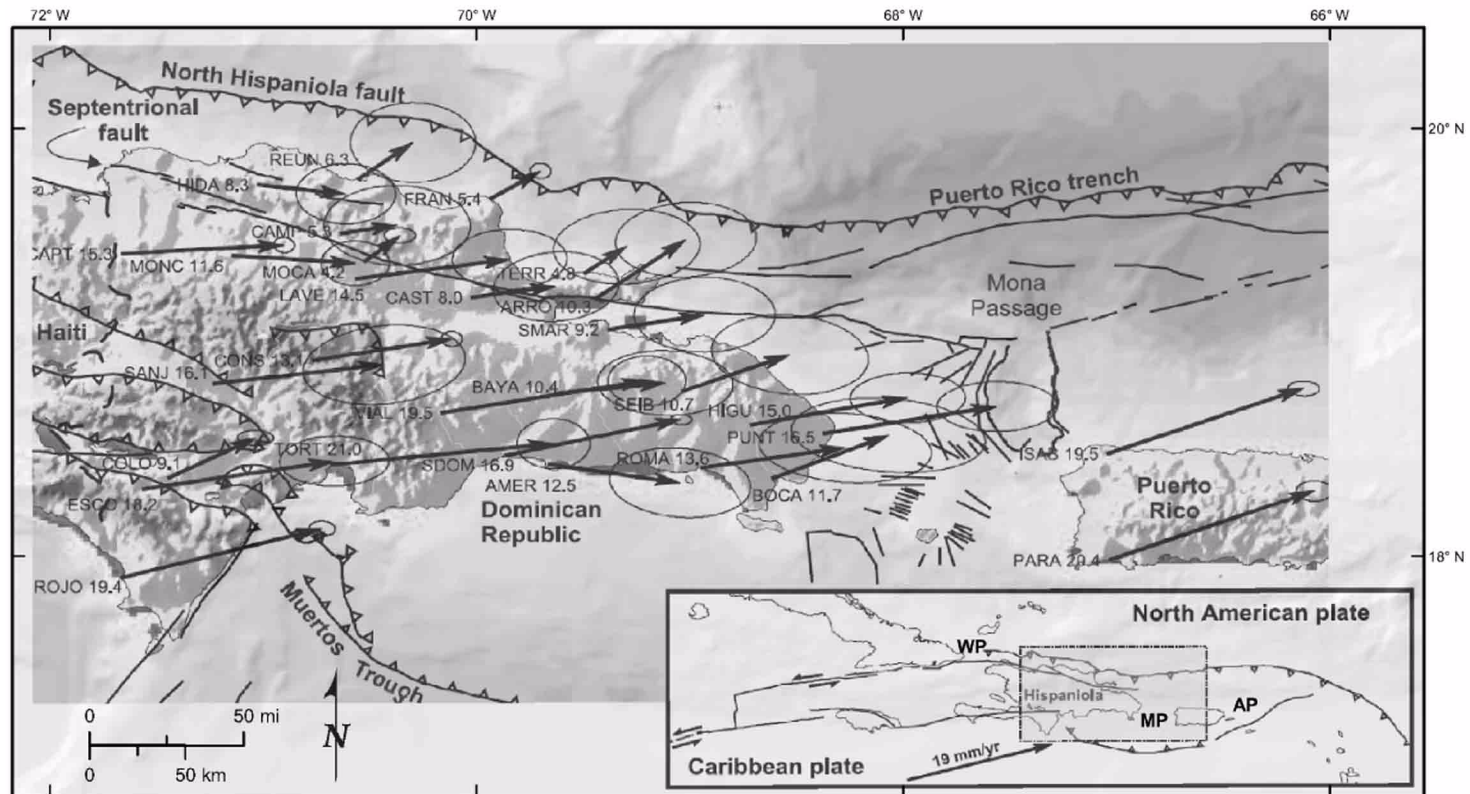 72° W
70° W
68° W
66° W
North Hispaniola fault
Septentrional
fault
20° N
REUN 6.3
HIDA 8.3
FRAN 5.4
Puerto Rico trench
CAMP 5.3
CAPT 15.3
MONC 11.6
MOCA 4.2
TERR 4.8
LAVE 14.5
CAST 8.0
ARRO 10.3
SMAR 9.2
Mona
Passage
Haiti
CONS 13.1
SANJ 16.1
BAYA 10.4
VIAL 19.5
SEIB 10.7
HIGU 15.0
PUNT 16.5
TORT 21.0
COLO 9.1
SDOM 16.9
ROMA 13.6
ISAB 19.5
AMER 12.5
BOCA 11.7
ESCO 18.2
Dominican
Republic
Puerto
Rico
PARA 20.4
18° N
ROJO 19.4
Muertos Trough
0 50 mi
0 50 km
N
North American plate
WP
Hispaniola
MP
AP
19 mm/yr
Caribbean plate